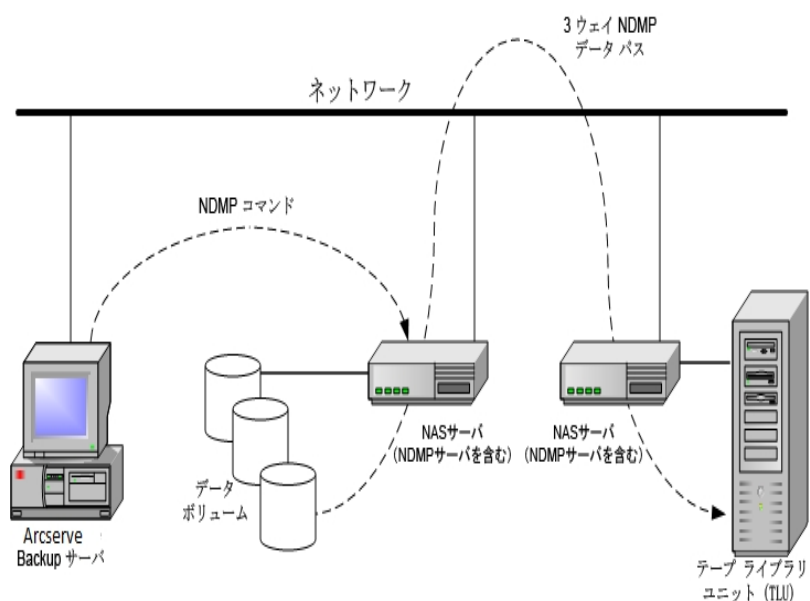 3 ウェイ NDMP
データ パス
ネットワーク
NDMP コマンド
NASサーバ
(NDMPサーバを含む)
NASサーバ
(NDMPサーバを含む)
データ
ボリューム
Arcserve
Backup サーバ
テープ ライブラリ
ユニット (TLU)